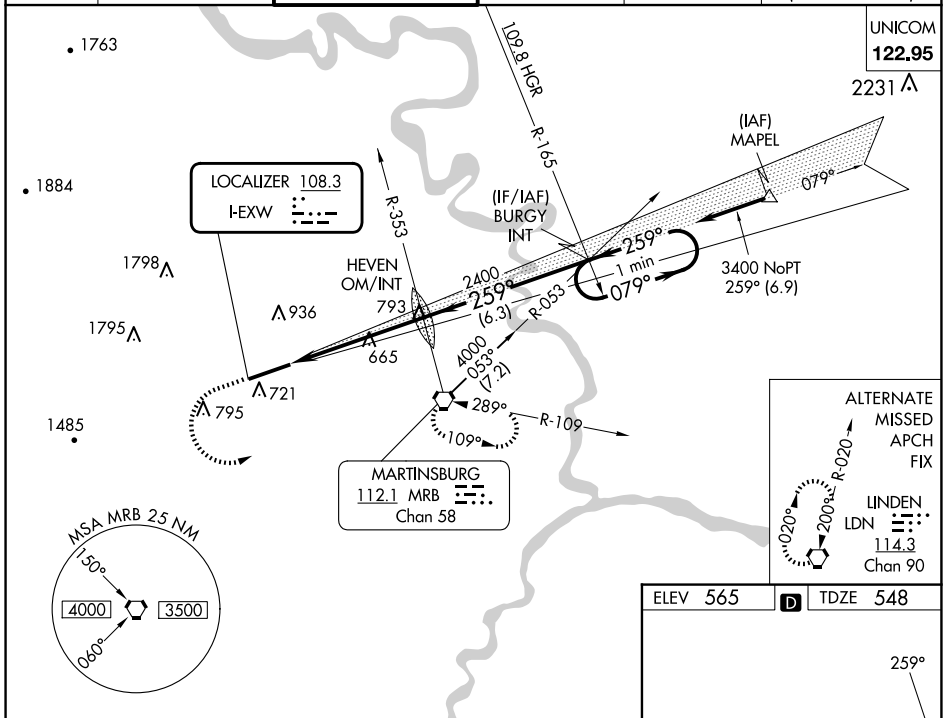 UNICOM
122.95
1763
2231
109.8 HGR
R-165
(IAF)
MAPEL
079°
LOCALIZER 108.3
I-EXW
1884
R-353
(IF/IAF)
BURGY
INT
259°
1 min
079°
3400 NoPT
259° (6.9)
HEVEN
OM/INT
2400
259°
(6.3)
R-053
1798
936
793
1795
665
4000
053°
(7.2)
721
795
1485
289°
R-109
109°
MARTINSBURG
112.1 MRB
Chan 58
ALTERNATE
MISSED
APCH
FIX
R-020
020°
200°
LINDEN
LDN
114.3
Chan 90
MSA MRB 25 NM
150°
4000
3500
060°
ELEV 565 D TDZE 548
259°